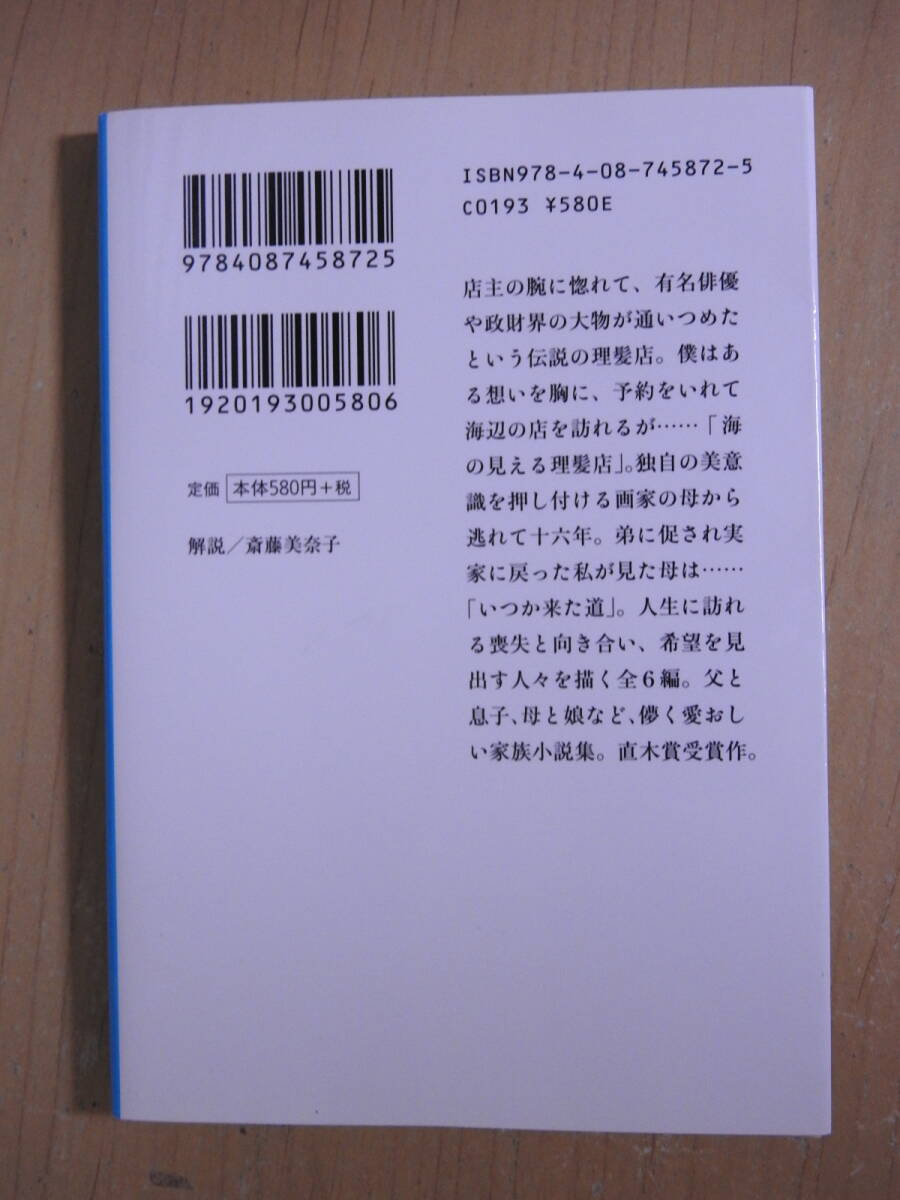 9784087458725
1920193005806
定価 本体580円+税
解説/斎藤美奈子
ISBN978-4-08-745872-5
C0193 ¥580E
店主の腕に惚れて、有名俳優
や政財界の大物が通いつめた
という伝説の理髪店。僕はあ
る想いを胸に、予約をいれて
海辺の店を訪れるが……「海
の見える理髪店」。独自の美意
識を押し付ける画家の母から
逃れて十六年。弟に促され実
家に戻った私が見た母は……
「いつか来た道」。人生に訪れ
る喪失と向き合い、希望を見
出す人々を描く全6編。父と
息子、母と娘など、儚く愛おし
い家族小説集。直木賞受賞作。